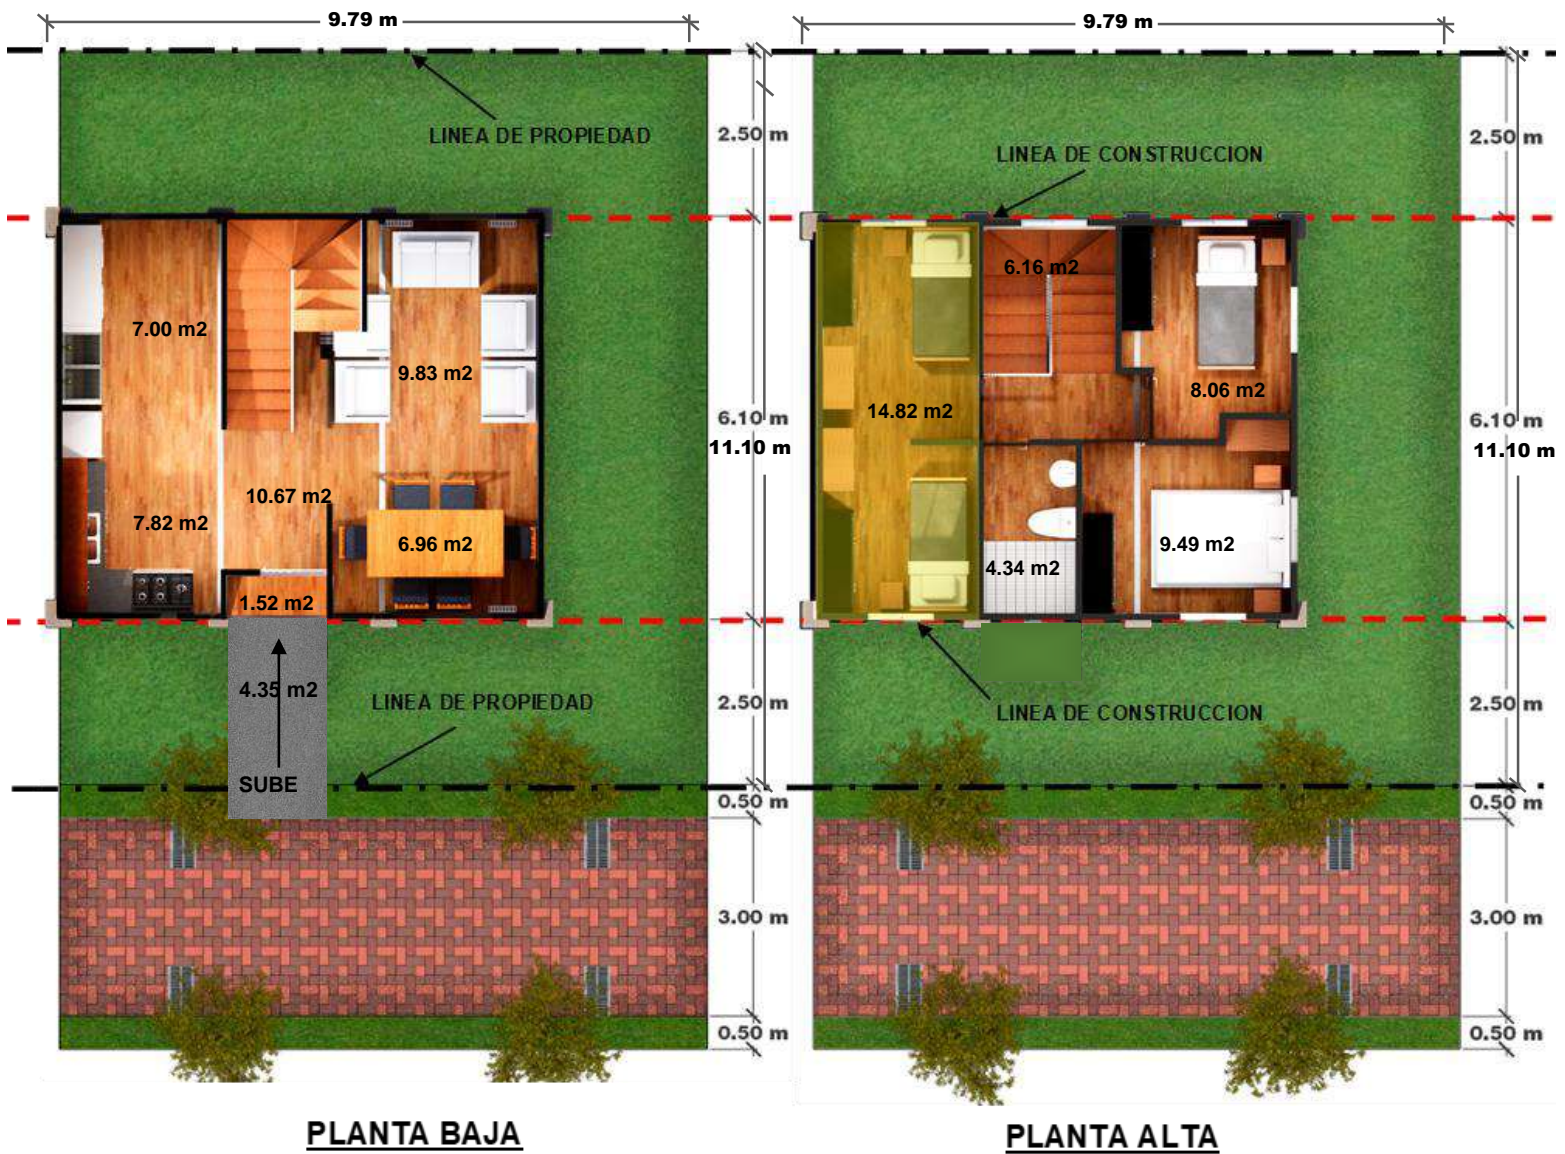 9.79 m
LINEA DE PROPIEDAD
2.50 m
7.00 m2
9.83 m2
6.10 m
11.10 m
10.67 m2
7.82 m2
6.96 m2
1.52 m2
4.35 m2
LINEA DE PROPIEDAD
2.50 m
SUBE
0.50 m
3.00 m
0.50 m
PLANTA BAJA
9.79 m
2.50 m
LINEA DE CONSTRUCCION
6.16 m2
8.06 m2
14.82 m2
6.10 m
11.10 m
9.49 m2
4.34 m2
2.50 m
LINEA DE CONSTRUCCION
0.50 m
3.00 m
0.50 m
PLANTA ALTA